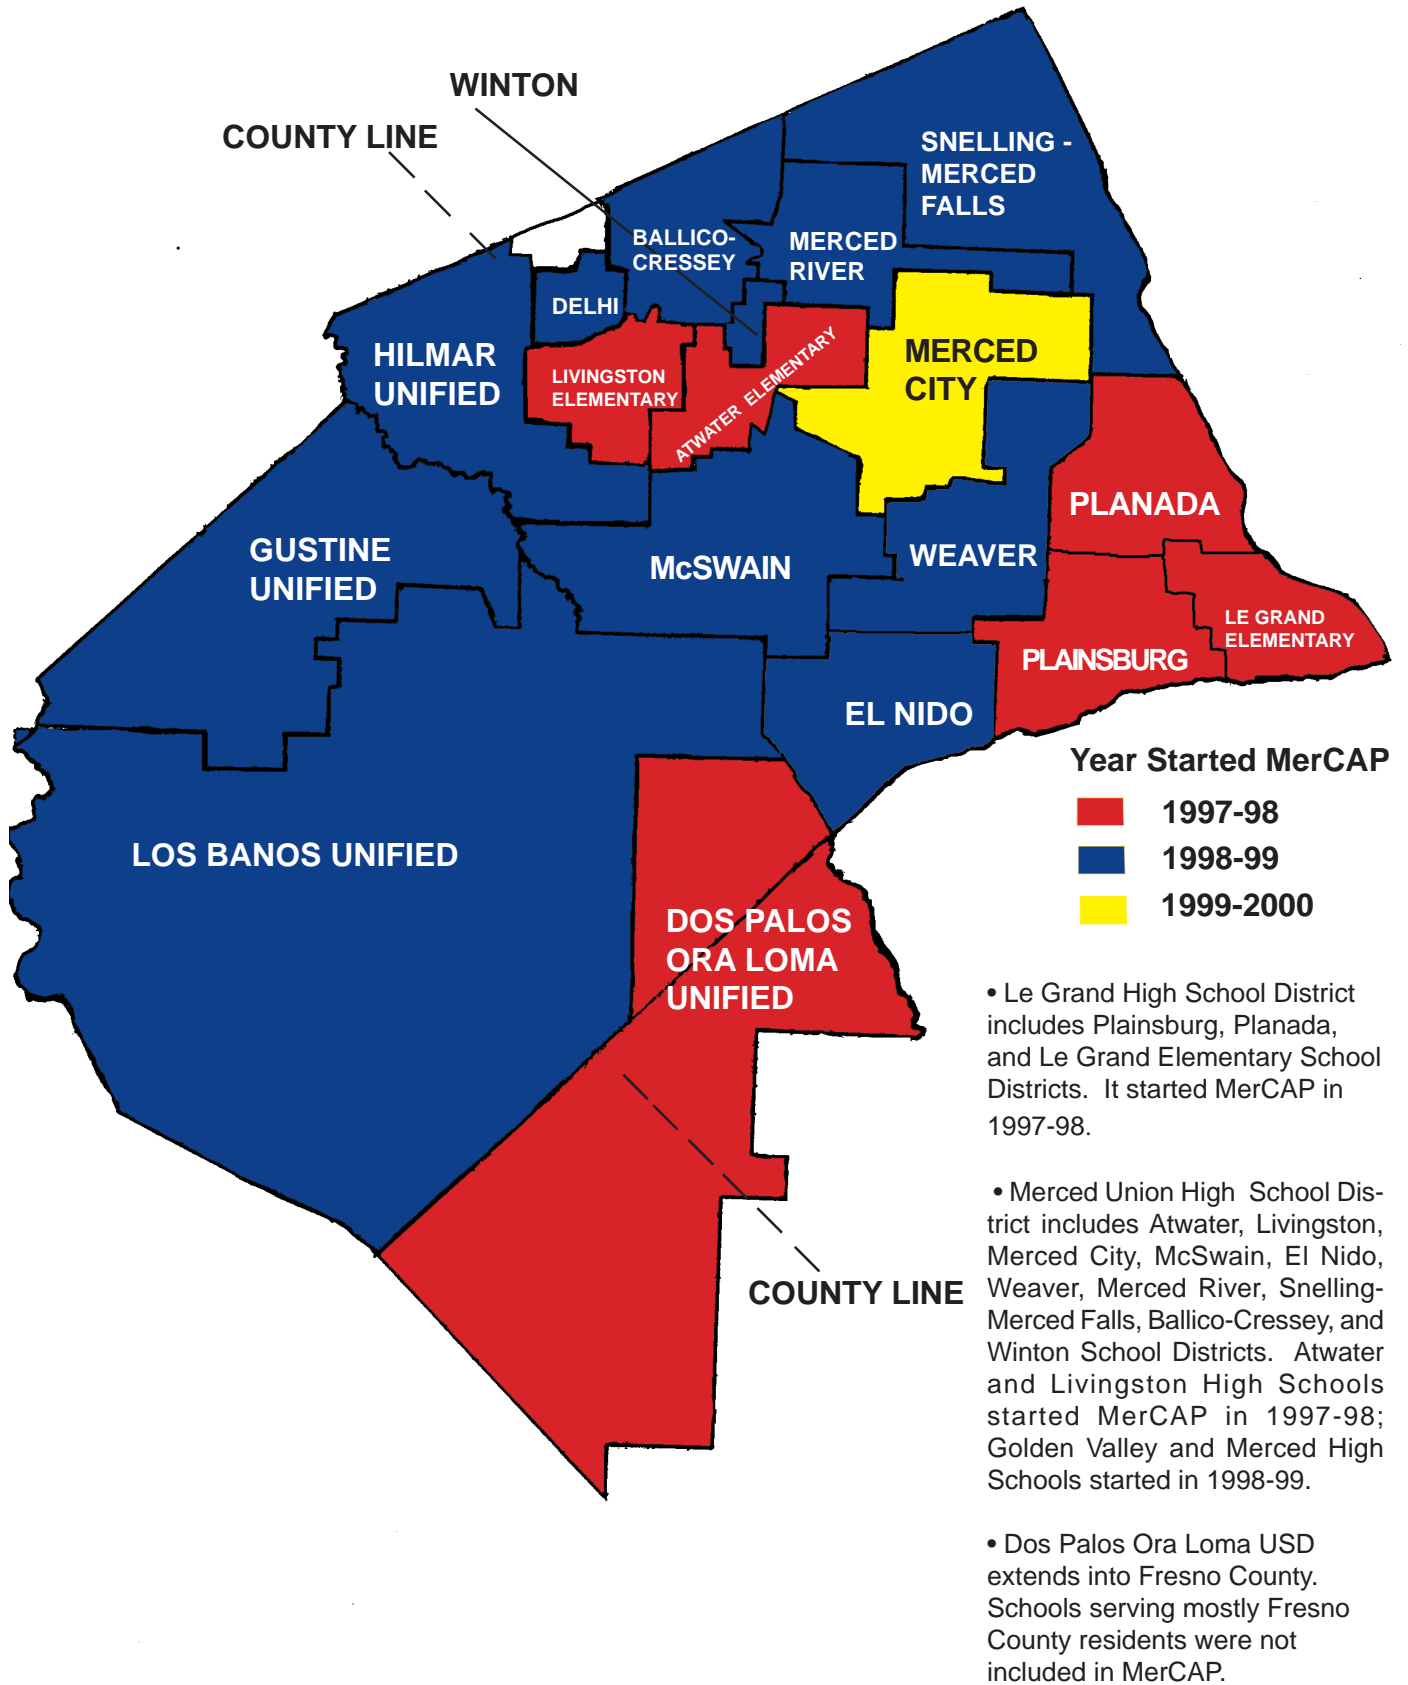 WINTON
COUNTY LINE
SNELLING -
MERCED
FALLS
BALLICO-
CRESSEY
MERCED
RIVER
DELHI
HILMAR
UNIFIED
LIVINGSTON
ELEMENTARY
ATWATER ELEMENTARY
MERCED
CITY
PLANADA
GUSTINE
UNIFIED
McSWAIN
WEAVER
LE GRAND
ELEMENTARY
PLAINSBURG
EL NIDO
LOS BANOS UNIFIED
DOS PALOS
ORA LOMA
UNIFIED
COUNTY LINE
Year Started MerCAP
1997-98
1998-99
1999-2000
• Le Grand High School District
includes Plainsburg, Planada,
and Le Grand Elementary School
Districts. It started MerCAP in
1997-98.
• Merced Union High School Dis-
trict includes Atwater, Livingston,
Merced City, McSwain, El Nido,
Weaver, Merced River, Snelling-
Merced Falls, Ballico-Cressey, and
Winton School Districts. Atwater
and Livingston High Schools
started MerCAP in 1997-98;
Golden Valley and Merced High
Schools started in 1998-99.
• Dos Palos Ora Loma USD
extends into Fresno County.
Schools serving mostly Fresno
County residents were not
included in MerCAP.